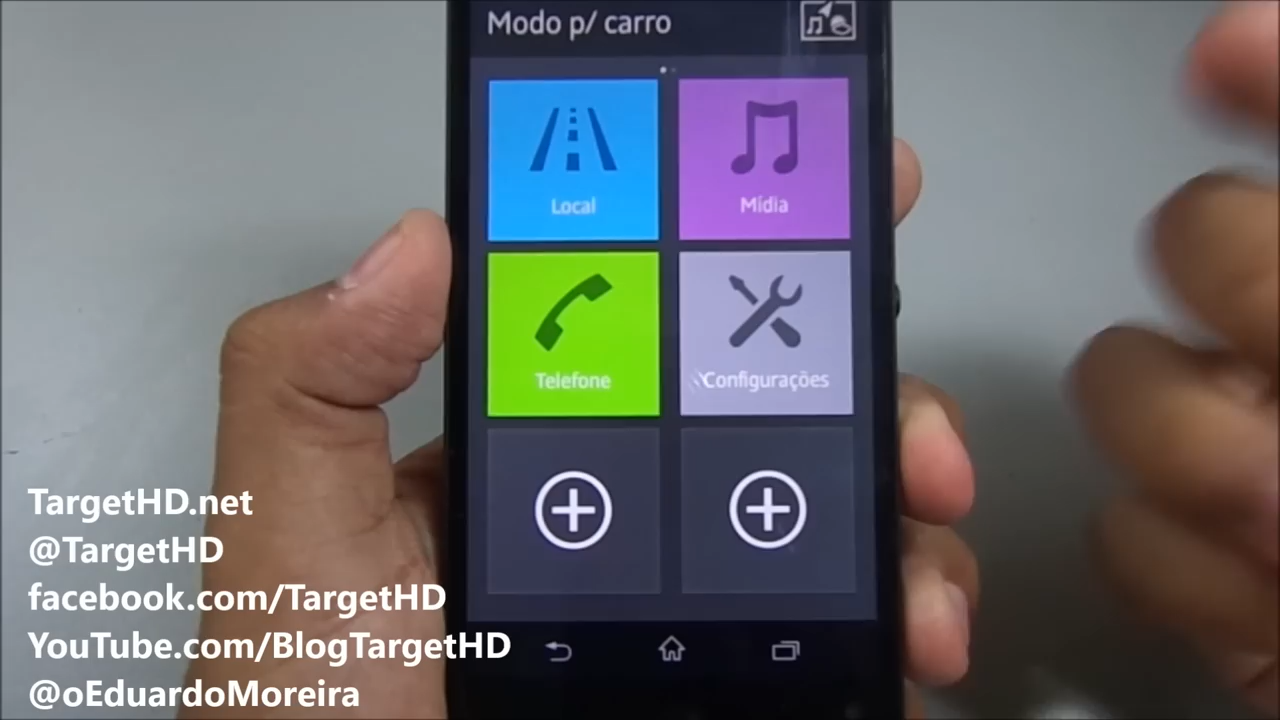 Modo p/ carro
Local
Mídia
Telefone
Configurações
TargetHD.net
@TargetHD
facebook.com/TargetHD
YouTube.com/BlogTargetHD
@oEduardoMoreira